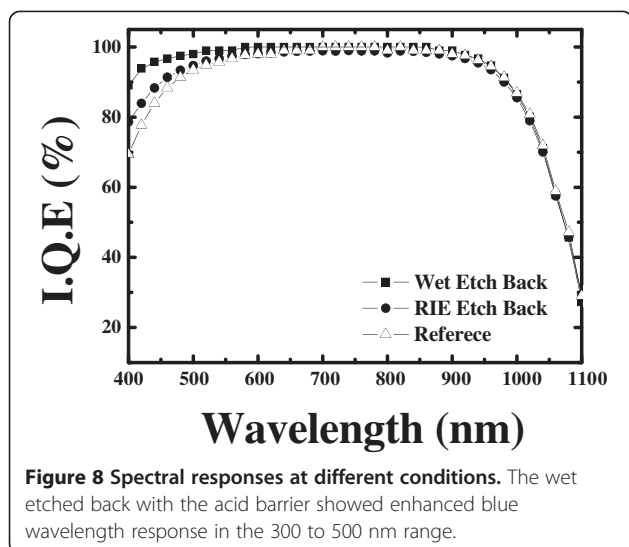 100
80
60
40
20
I.Q.E (%)
Wet Etch Back
RIE Etch Back
Referece
400 500 600 700 800 900 1000 1100
Wavelength (nm)
Figure 8 Spectral responses at different conditions. The wet
etched back with the acid barrier showed enhanced blue
wavelength response in the 300 to 500 nm range.